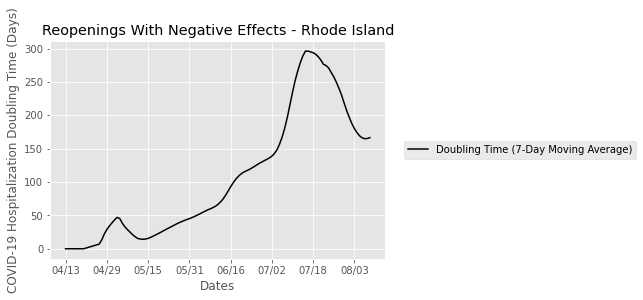 Reopenings With Negative Effects - Rhode Island
COVID-19 Hospitalization Doubling Time (Days)
300
250
200
150
100
50
0
04/13 04/29 05/15 05/31 06/16 07/02 07/18 08/03
Dates
Doubling Time (7-Day Moving Average)